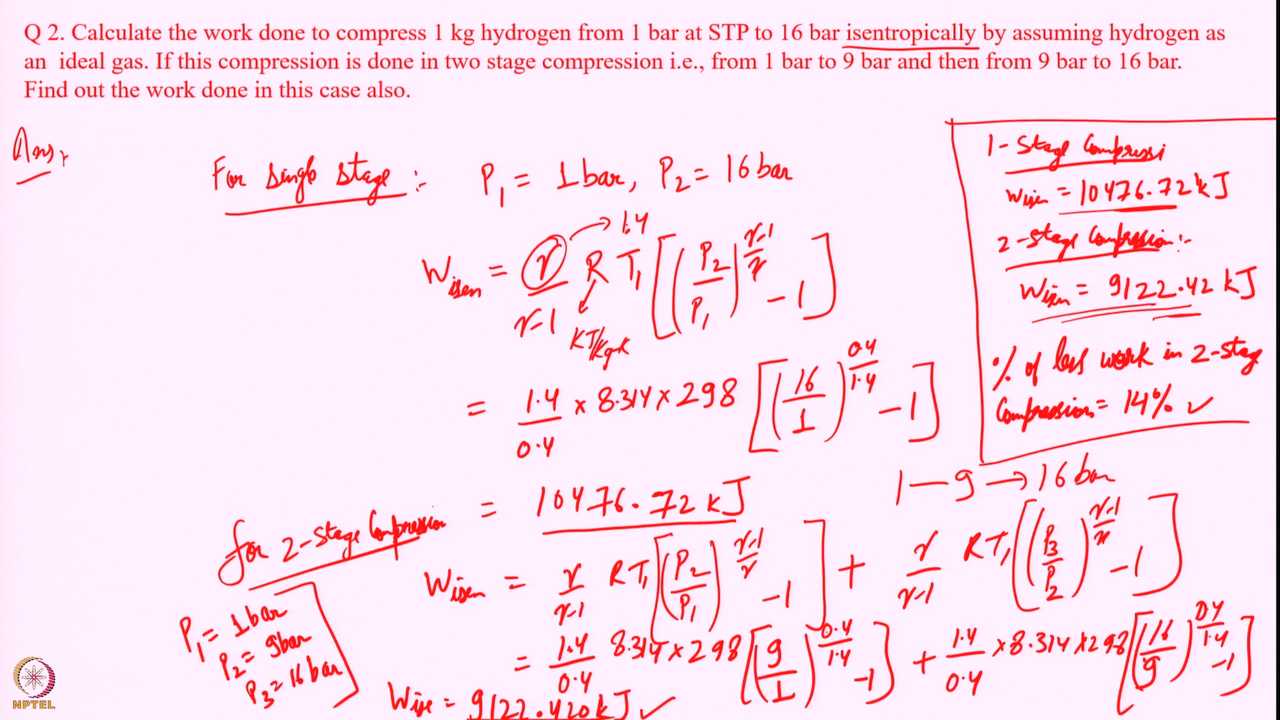 Q 2. Calculate the work done to compress 1 kg hydrogen from 1 bar at STP to 16 bar isentropically by assuming hydrogen as
an ideal gas. If this compression is done in two stage compression i.e., from 1 bar to 9 bar and then from 9 bar to 16 bar.
Find out the work done in this case also.
Ans:
For single stage :- P₁ = 1 bar, P₂ = 16 bar
W_isen = γ/(γ-1) R T₁ [(P₂/P₁)^((γ-1)/γ) - 1]
→ 1.4
KJ/kgK
= 1.4/0.4 × 8.314 × 298 [(16/1)^(0.4/1.4) - 1]
= 10476.72 kJ
1 — 9 → 16 bar
for 2-stage Compression
W_isen = γ/(γ-1) RT₁ [(P₂/P₁)^((γ-1)/γ) - 1] + γ/(γ-1) RT₁ [(P₃/P₂)^((γ-1)/γ) - 1]
P₁ = 1 bar
P₂ = 9 bar
P₃ = 16 bar
= 1.4/0.4 8.314 × 298 [(9/1)^(0.4/1.4) - 1] + 1.4/0.4 × 8.314 × 298 [(16/9)^(0.4/1.4) - 1]
W_ise = 9122.420 kJ ✓
1-Stage Compressi
W_isen = 10476.72 kJ
2-stage Compression:-
W_isen = 9122.42 kJ
% of less work in 2-stage
Compression = 14% ✓
NPTEL